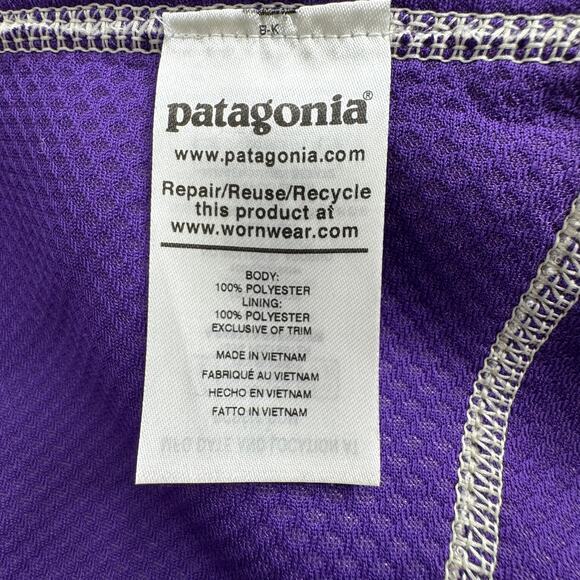 patagonia®
www.patagonia.com
Repair/Reuse/Recycle
this product at
www.wornwear.com
BODY:
100% POLYESTER
LINING:
100% POLYESTER
EXCLUSIVE OF TRIM
MADE IN VIETNAM
FABRIQUÉ AU VIETNAM
HECHO EN VIETNAM
FATTO IN VIETNAM